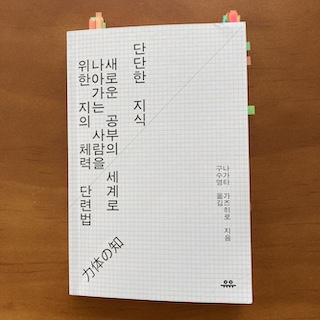 단단한 지식
새로운 공부의 세계로
나아가는 사람을
위한 지의 체력 단련법
나가타 가즈히로 지음
구수영 옮김
知の体力
유유